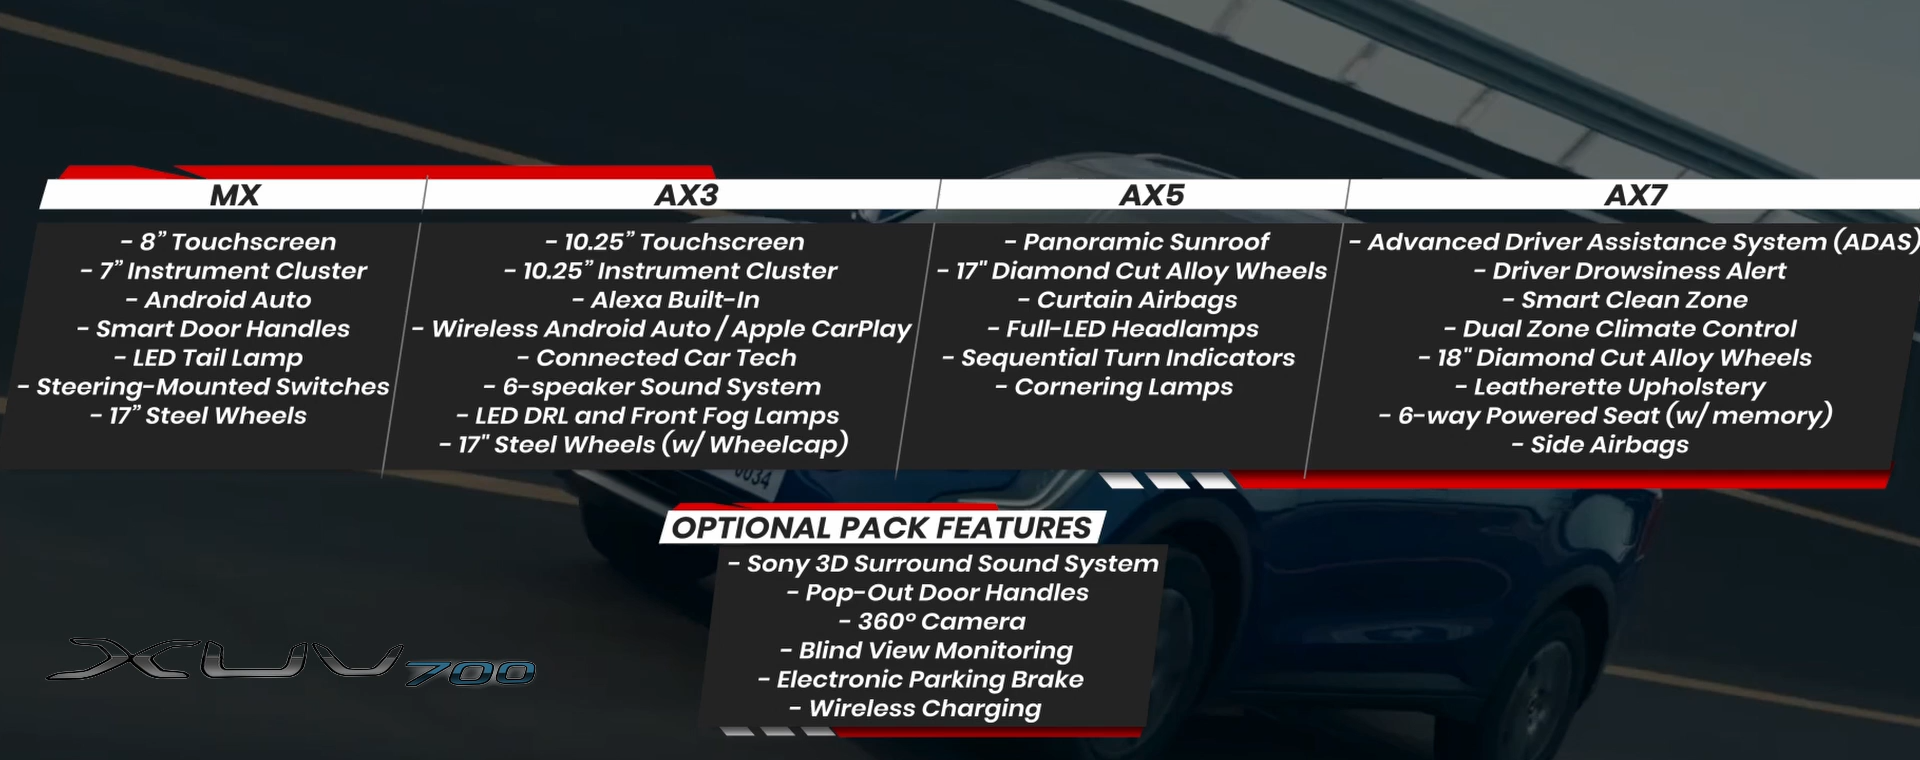 MX
- 8” Touchscreen
- 7” Instrument Cluster
- Android Auto
- Smart Door Handles
- LED Tail Lamp
- Steering-Mounted Switches
- 17” Steel Wheels
AX3
- 10.25” Touchscreen
- 10.25” Instrument Cluster
- Alexa Built-In
- Wireless Android Auto / Apple CarPlay
- Connected Car Tech
- 6-speaker Sound System
- LED DRL and Front Fog Lamps
- 17" Steel Wheels (w/ Wheelcap)
AX5
- Panoramic Sunroof
- 17" Diamond Cut Alloy Wheels
- Curtain Airbags
- Full-LED Headlamps
- Sequential Turn Indicators
- Cornering Lamps
AX7
- Advanced Driver Assistance System (ADAS)
- Driver Drowsiness Alert
- Smart Clean Zone
- Dual Zone Climate Control
- 18" Diamond Cut Alloy Wheels
- Leatherette Upholstery
- 6-way Powered Seat (w/ memory)
- Side Airbags
0034
OPTIONAL PACK FEATURES
- Sony 3D Surround Sound System
- Pop-Out Door Handles
- 360° Camera
- Blind View Monitoring
- Electronic Parking Brake
- Wireless Charging
XUV700